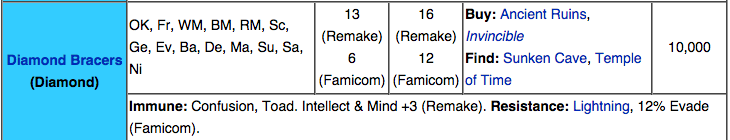 Diamond Bracers
(Diamond)
OK, Fr, WM, BM, RM, Sc,
Ge, Ev, Ba, De, Ma, Su, Sa,
Ni
13
(Remake)
6
(Famicom)
16
(Remake)
12
(Famicom)
Buy: Ancient Ruins,
Invincible
Find: Sunken Cave, Temple
of Time
10,000
Immune: Confusion, Toad. Intellect & Mind +3 (Remake). Resistance: Lightning, 12% Evade
(Famicom).